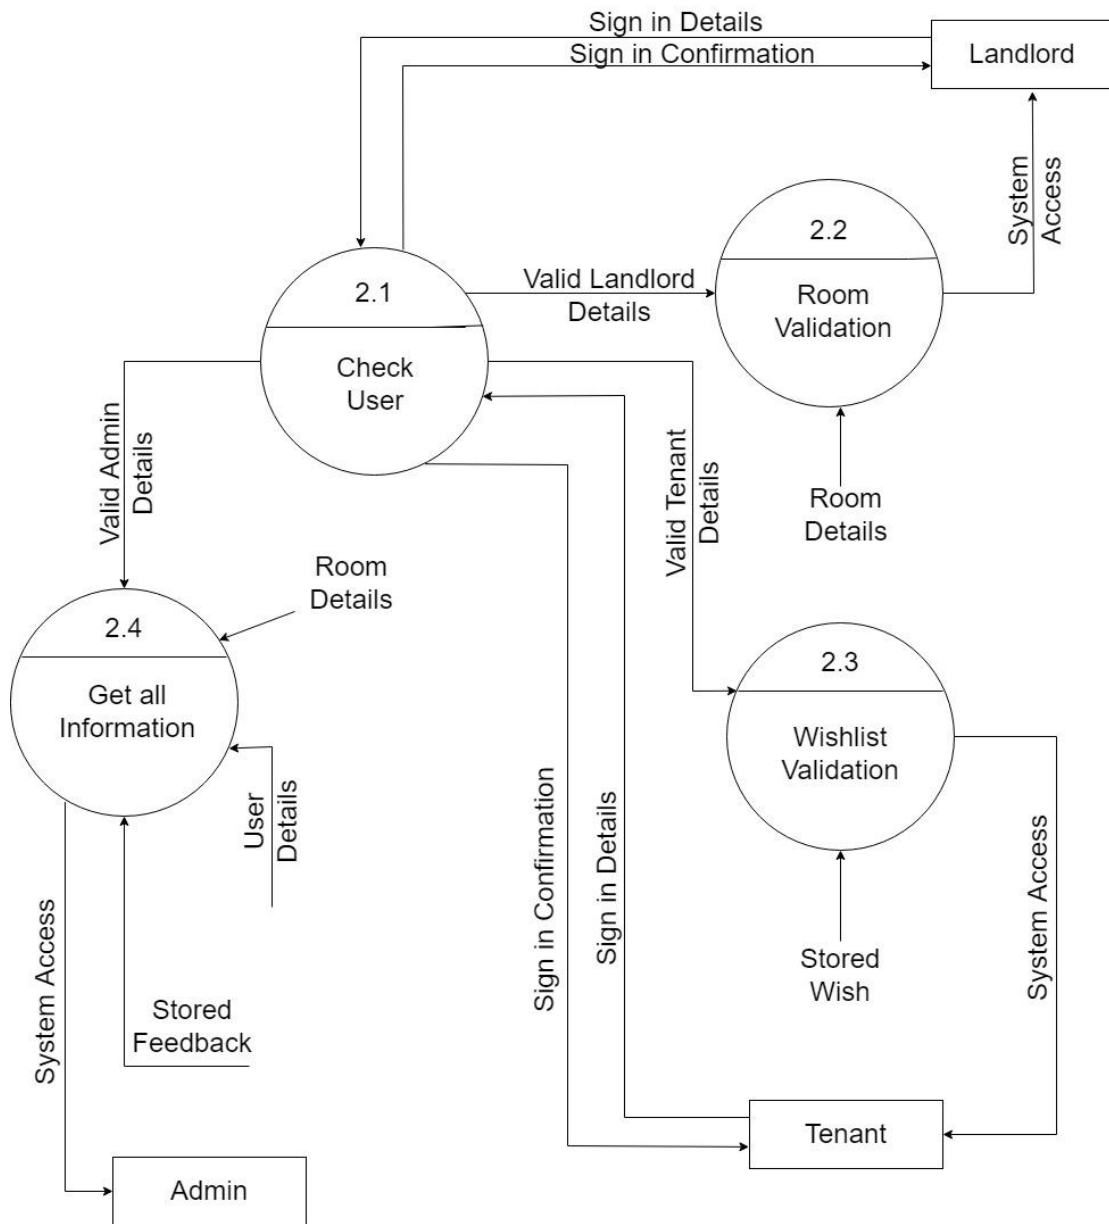 Sign in Details
Sign in Confirmation
Landlord
System
Access
2.2
Room
Validation
2.1
Check
User
Valid Landlord
Details
Valid Admin
Details
Valid Tenant
Details
Room
Details
Room
Details
2.4
Get all
Information
2.3
Wishlist
Validation
User
Details
Sign in Confirmation
Sign in Details
System Access
System Access
Stored
Wish
Stored
Feedback
Tenant
Admin